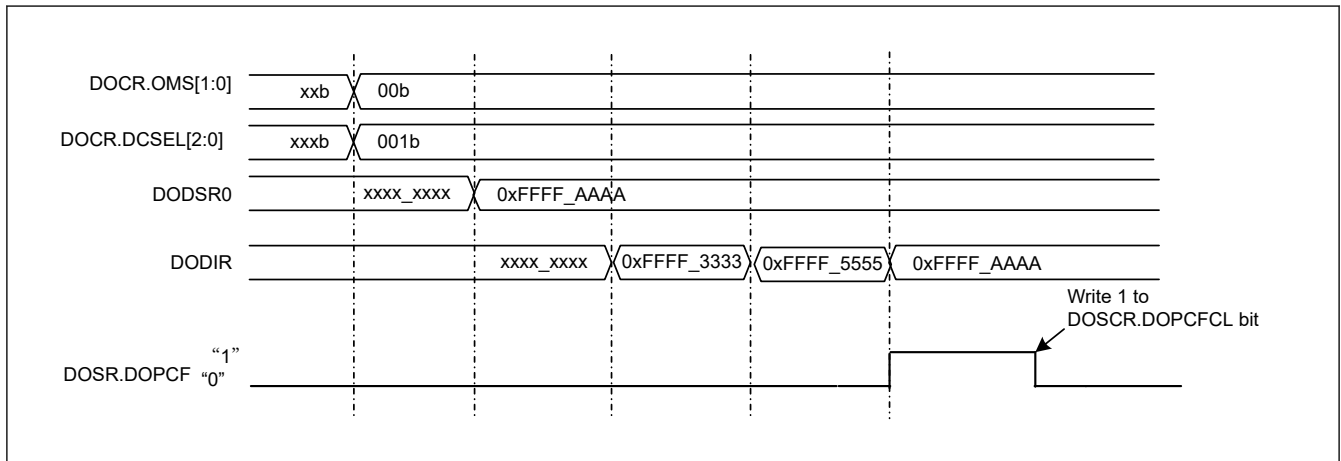 DOCR.OMS[1:0]
xxb
00b
DOCR.DCSEL[2:0]
xxxb
001b
DODSR0
xxxx_xxxx
0xFFFF_AAAA
DODIR
xxxx_xxxx
0xFFFF_3333
0xFFFF_5555
0xFFFF_AAAA
Write 1 to
DOSCR.DOPCFCL bit
“1”
DOSR.DOPCF “0”